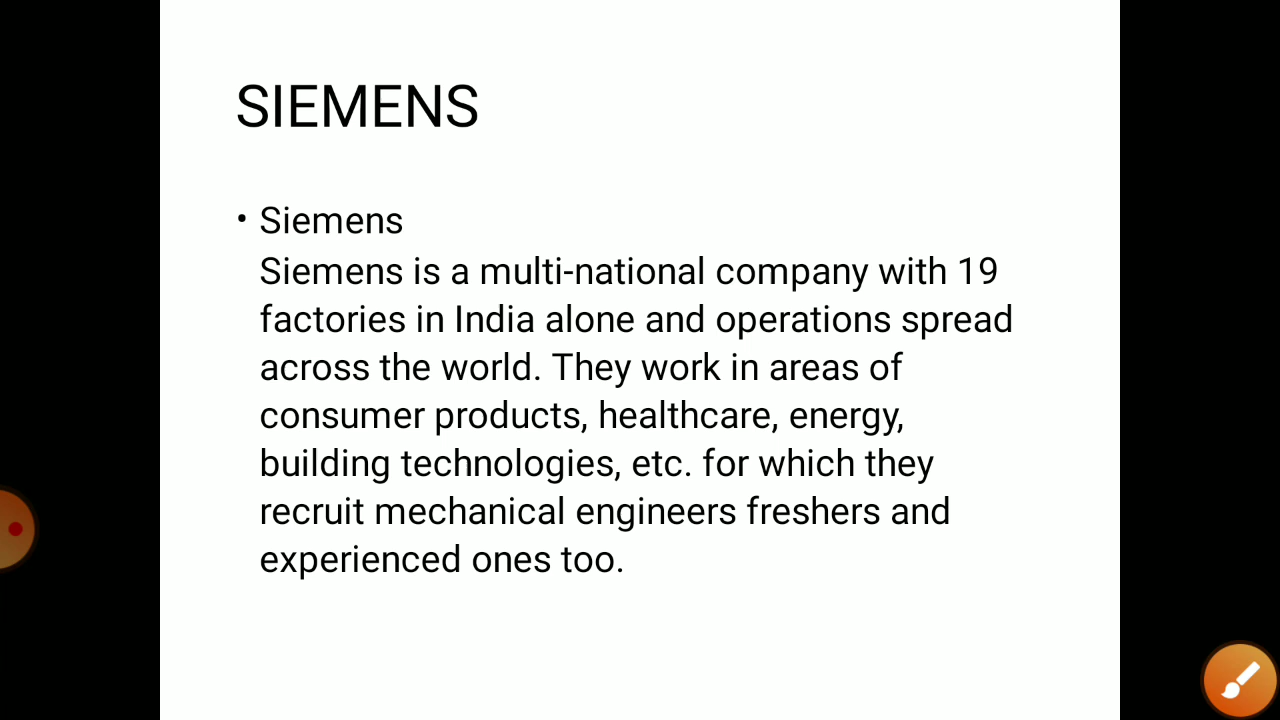 SIEMENS
• Siemens
Siemens is a multi-national company with 19
factories in India alone and operations spread
across the world. They work in areas of
consumer products, healthcare, energy,
building technologies, etc. for which they
recruit mechanical engineers freshers and
experienced ones too.